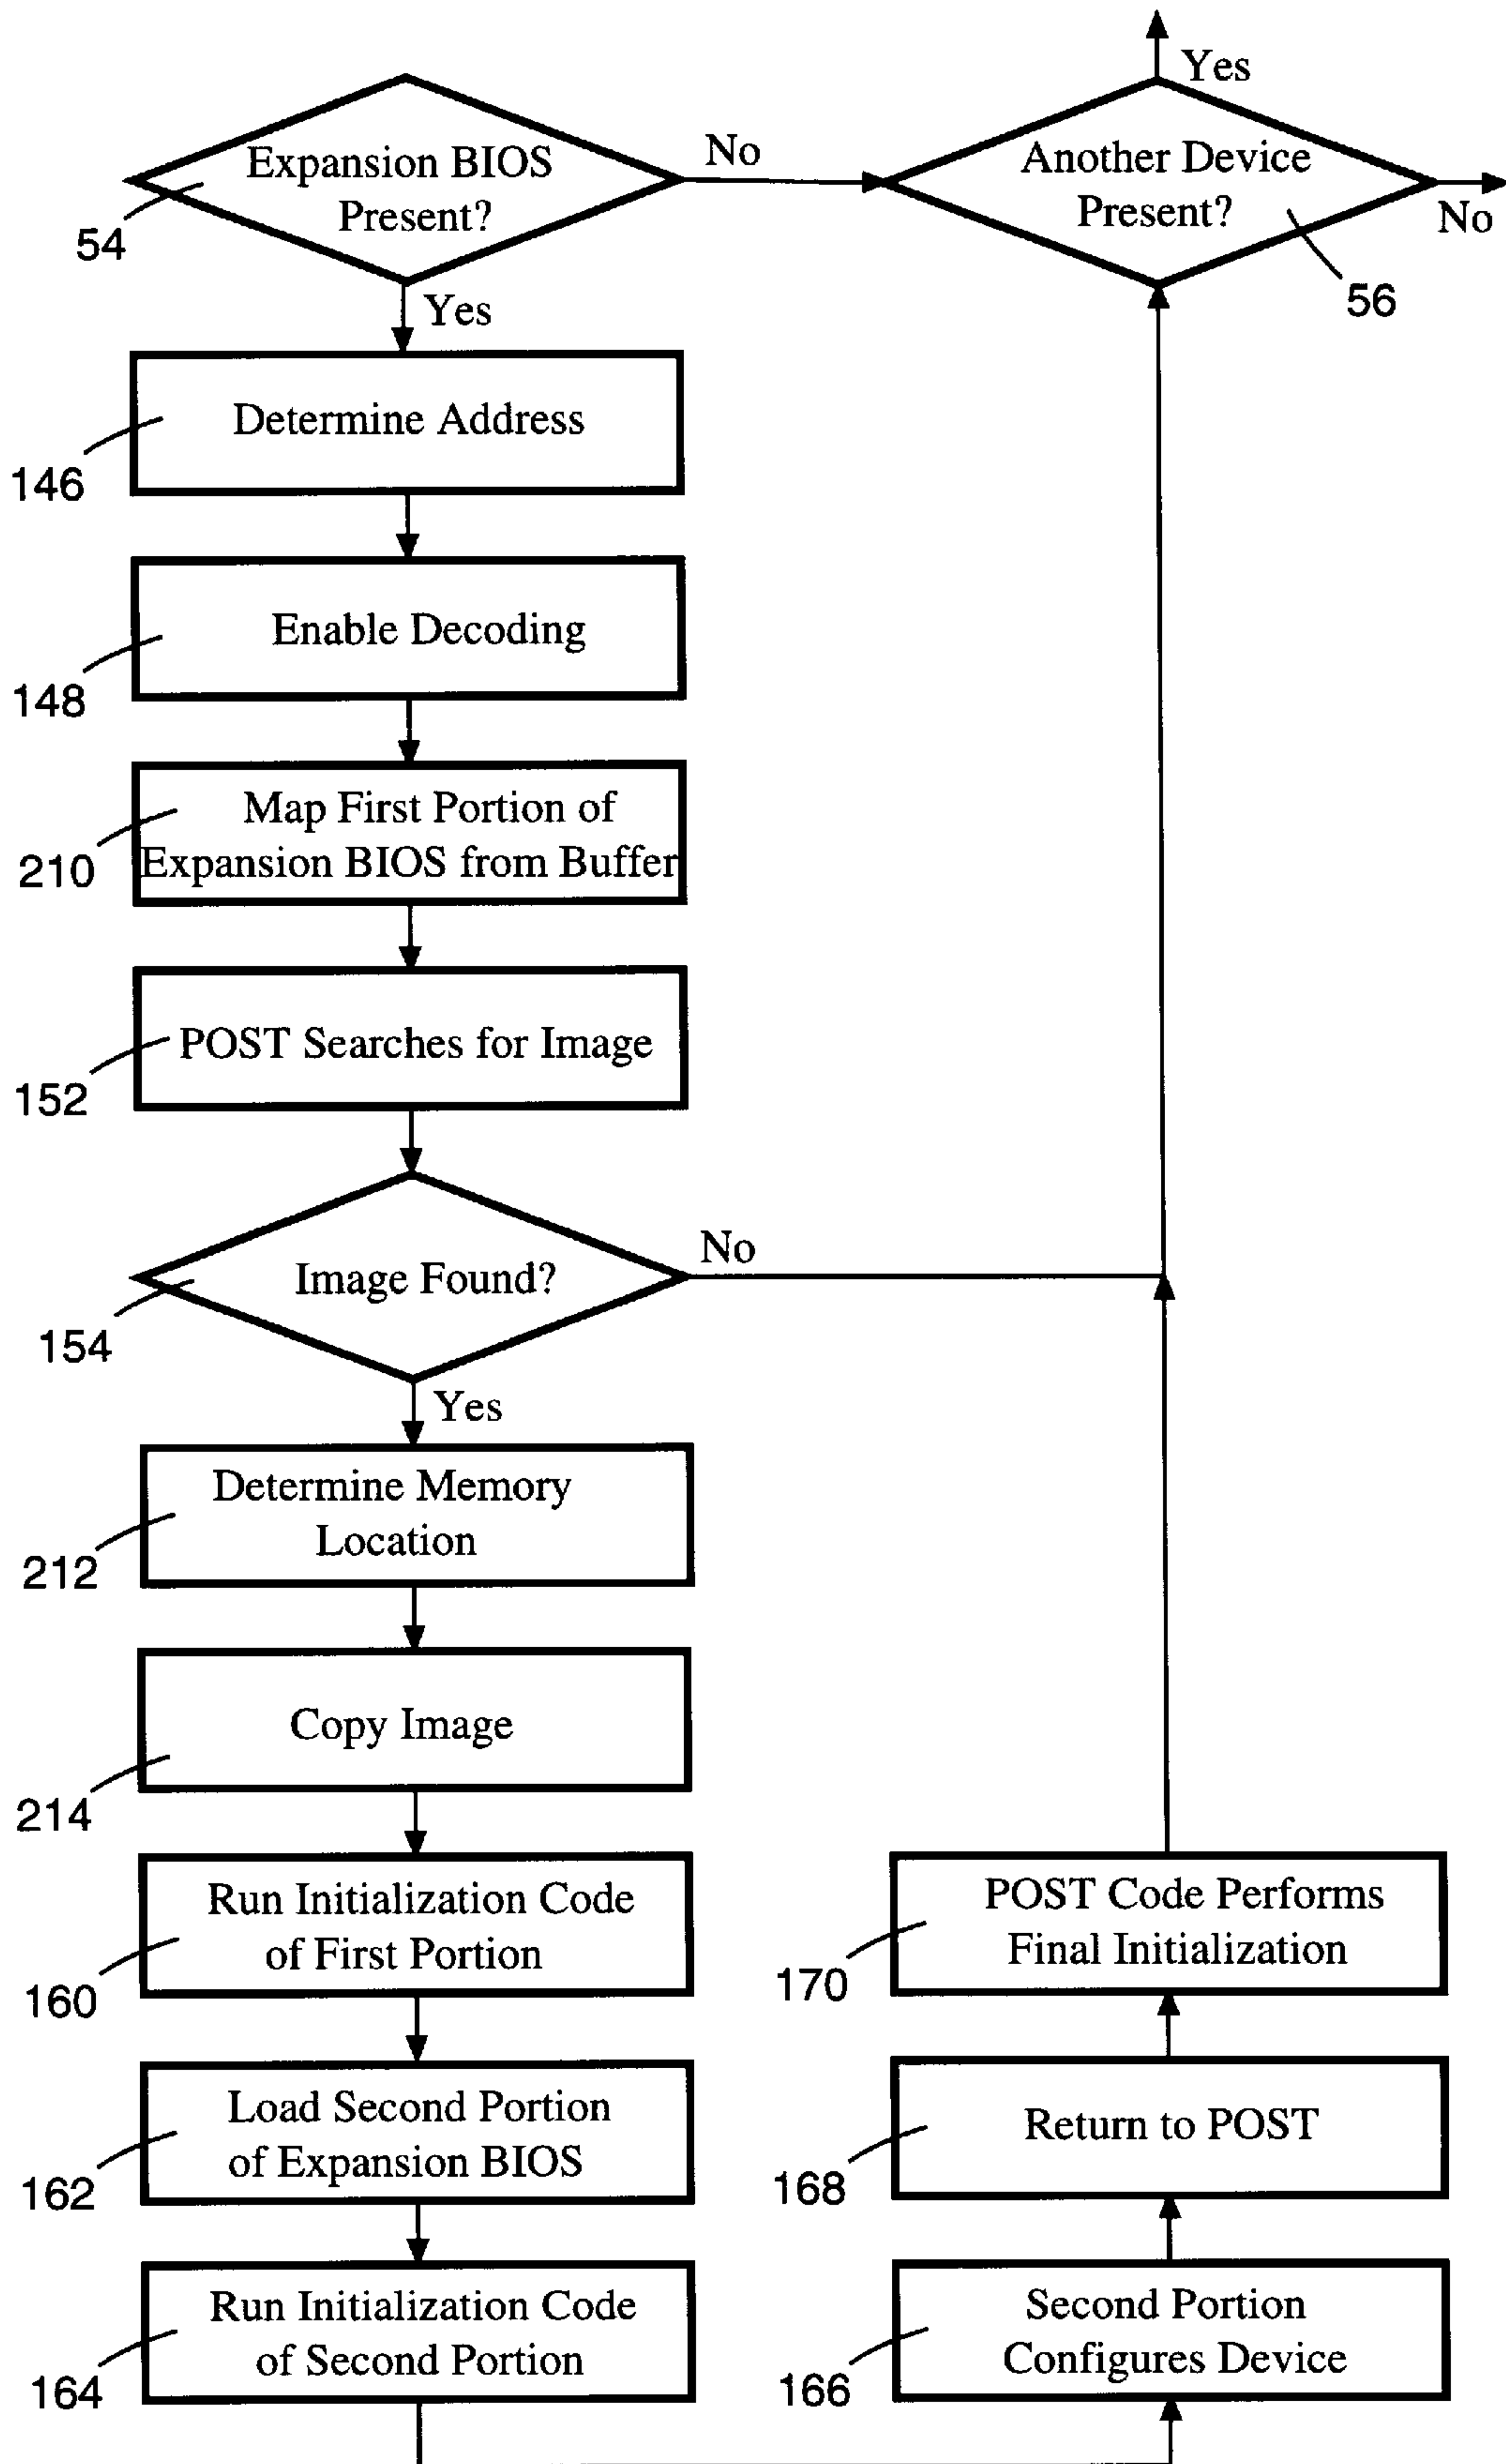 Expansion BIOS
Present?
54
No
Yes
Another Device
Present?
56
Yes
No
Determine Address
146
Enable Decoding
148
Map First Portion of
Expansion BIOS from Buffer
210
POST Searches for Image
152
Image Found?
154
No
Yes
Determine Memory
Location
212
Copy Image
214
Run Initialization Code
of First Portion
160
Load Second Portion
of Expansion BIOS
162
Run Initialization Code
of Second Portion
164
POST Code Performs
Final Initialization
170
Return to POST
168
Second Portion
Configures Device
166